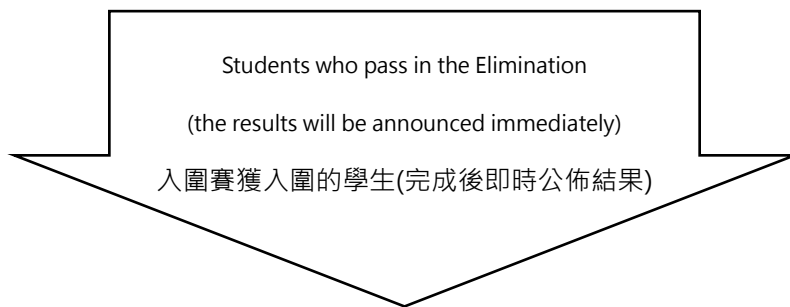 Students who pass in the Elimination
(the results will be announced immediately)
入圍賽獲入圍的學生(完成後即時公佈結果)